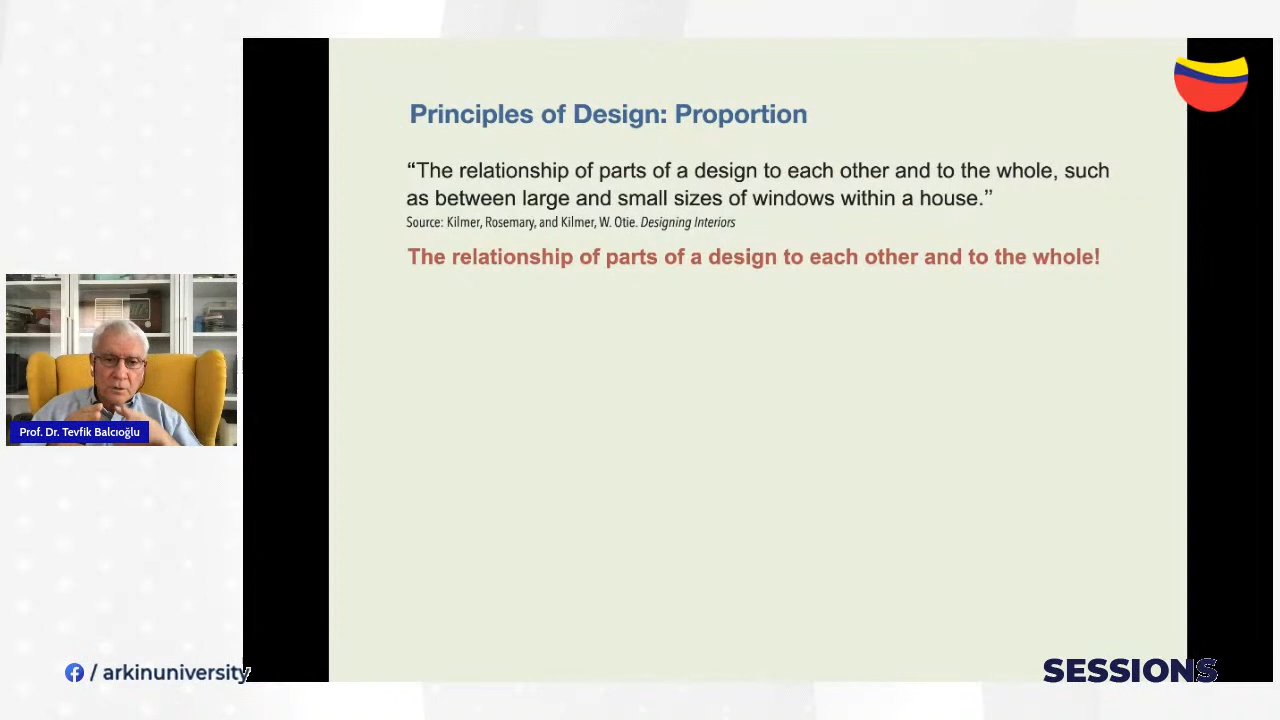 Principles of Design: Proportion
“The relationship of parts of a design to each other and to the whole, such
as between large and small sizes of windows within a house.”
Source: Kilmer, Rosemary, and Kilmer, W. Otie. Designing Interiors
The relationship of parts of a design to each other and to the whole!
Prof. Dr. Tevfik Balcıoğlu
/ arkinuniversity
SESSIONS